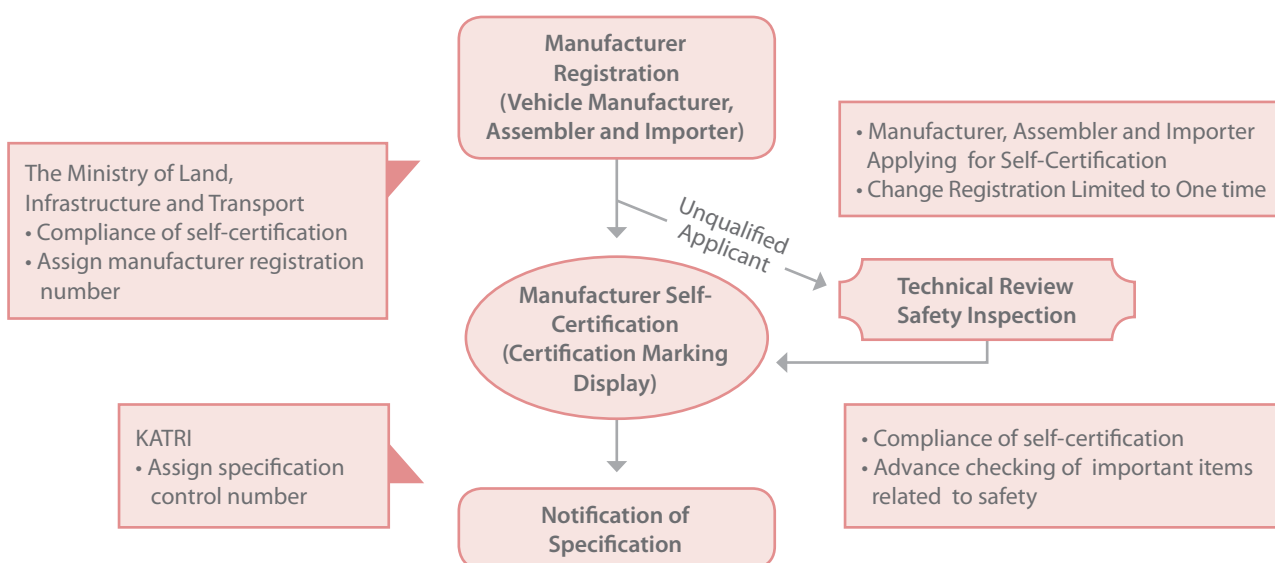 Manufacturer
Registration
(Vehicle Manufacturer,
Assembler and Importer)
The Ministry of Land,
Infrastructure and Transport
• Compliance of self-certification
• Assign manufacturer registration
number
• Manufacturer, Assembler and Importer
Applying for Self-Certification
• Change Registration Limited to One time
Unqualified
Applicant
Technical Review
Safety Inspection
Manufacturer Self-
Certification
(Certification Marking
Display)
KATRI
• Assign specification
control number
• Compliance of self-certification
• Advance checking of important items
related to safety
Notification of
Specification